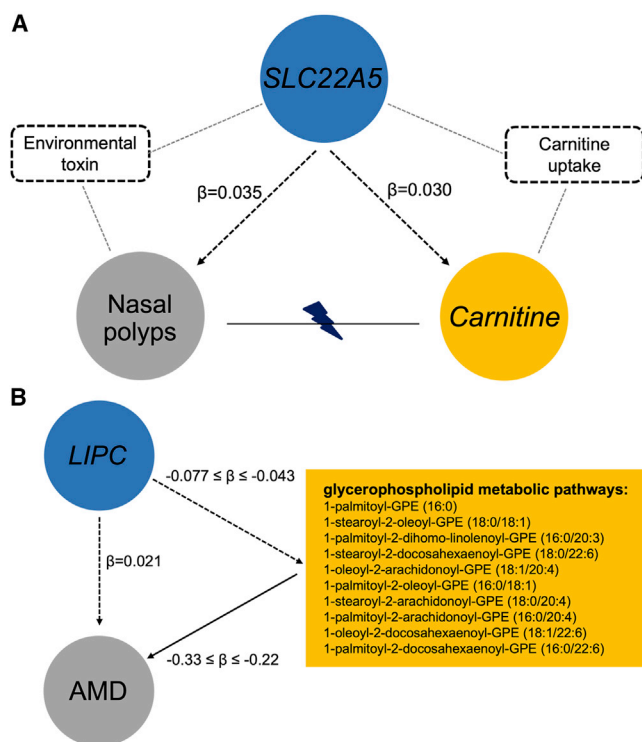 A
SLC22A5
Environmental
toxin
Carnitine
uptake
β=0.035
β=0.030
Nasal
polyps
Carnitine
B
LIPC
-0.077 ≤ β ≤ -0.043
β=0.021
glycerophospholipid metabolic pathways:
1-palmitoyl-GPE (16:0)
1-stearoyl-2-oleoyl-GPE (18:0/18:1)
1-palmitoyl-2-dihomo-linolenoyl-GPE (16:0/20:3)
1-stearoyl-2-docosahexaenoyl-GPE (18:0/22:6)
1-oleoyl-2-arachidonoyl-GPE (18:1/20:4)
1-palmitoyl-2-oleoyl-GPE (16:0/18:1)
1-stearoyl-2-arachidonoyl-GPE (18:0/20:4)
1-palmitoyl-2-arachidonoyl-GPE (16:0/20:4)
1-oleoyl-2-docosahexaenoyl-GPE (18:1/22:6)
1-palmitoyl-2-docosahexaenoyl-GPE (16:0/22:6)
-0.33 ≤ β ≤ -0.22
AMD